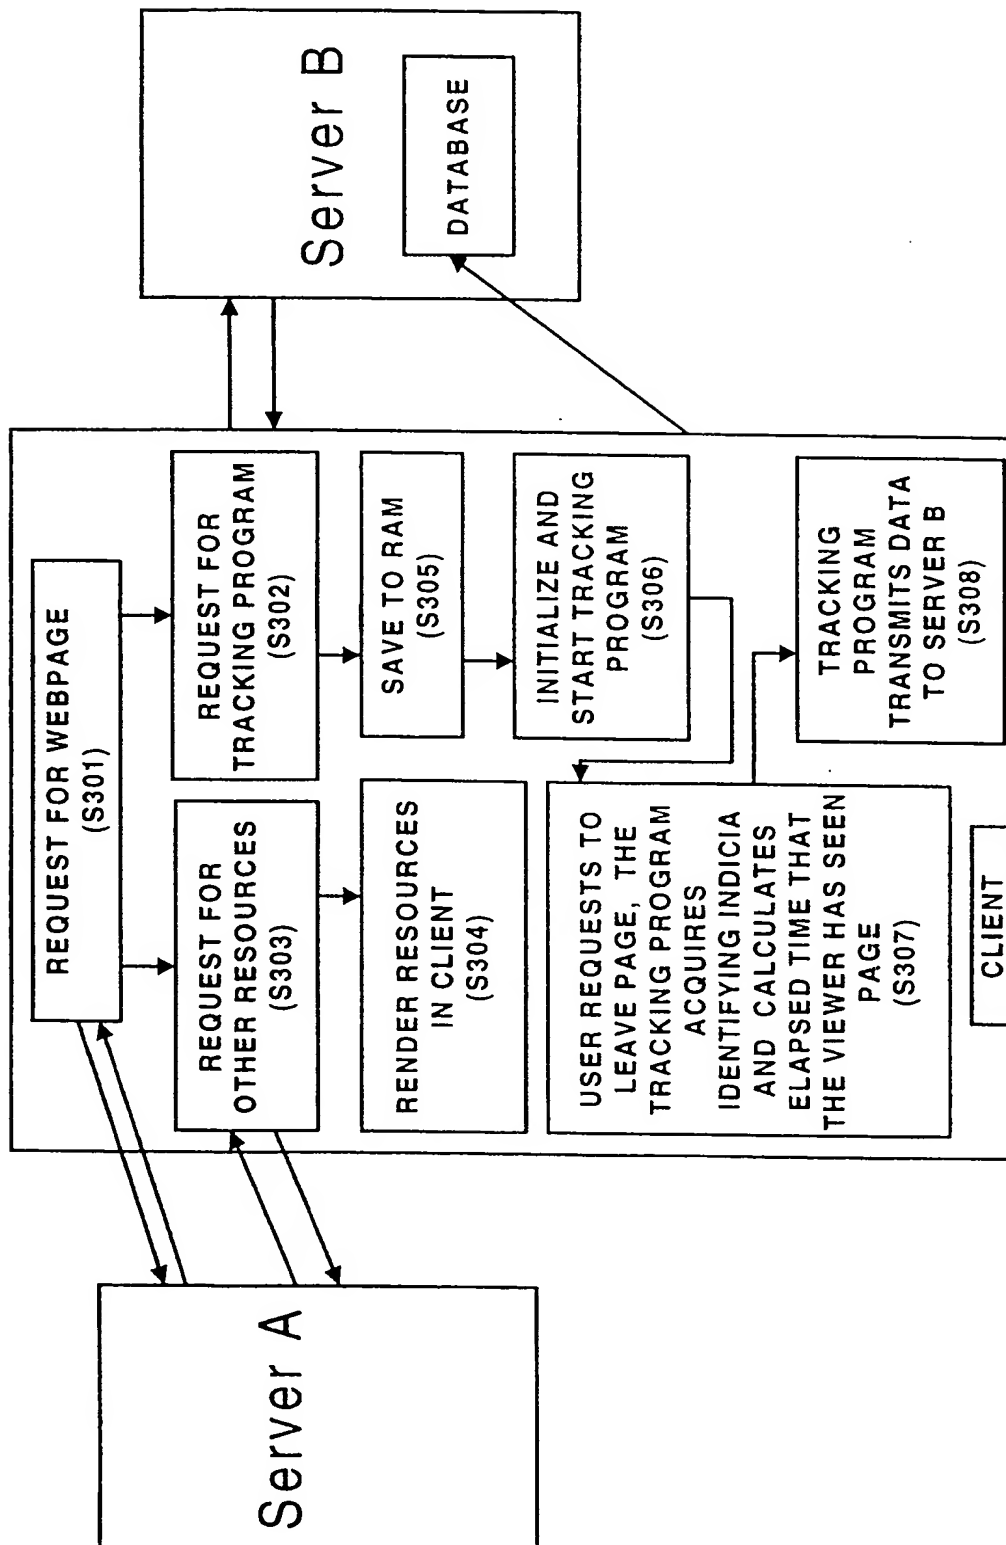 Server A
REQUEST FOR WEBPAGE
(S301)
REQUEST FOR
OTHER RESOURCES
(S303)
REQUEST FOR
TRACKING PROGRAM
(S302)
RENDER RESOURCES
IN CLIENT
(S304)
SAVE TO RAM
(S305)
INITIALIZE AND
START TRACKING
PROGRAM
(S306)
USER REQUESTS TO
LEAVE PAGE, THE
TRACKING PROGRAM
ACQUIRES
IDENTIFYING INDICIA
AND CALCULATES
ELAPSED TIME THAT
THE VIEWER HAS SEEN
PAGE
(S307)
TRACKING
PROGRAM
TRANSMITS DATA
TO SERVER B
(S308)
CLIENT
Server B
DATABASE